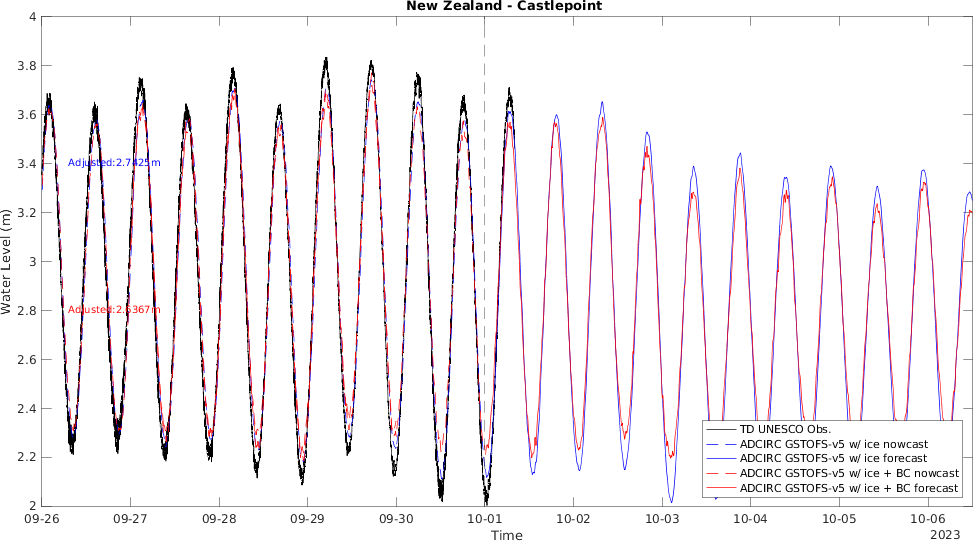 New Zealand - Castlepoint
Water Level (m)
4
3.8
3.6
3.4
3.2
3
2.8
2.6
2.4
2.2
2
Adjusted:2.7425m
Adjusted:2.6367m
TD UNESCO Obs.
ADCIRC GSTOFS-v5 w/ ice nowcast
ADCIRC GSTOFS-v5 w/ ice forecast
ADCIRC GSTOFS-v5 w/ ice + BC nowcast
ADCIRC GSTOFS-v5 w/ ice + BC forecast
09-26 09-27 09-28 09-29 09-30 10-01 10-02 10-03 10-04 10-05 10-06
2023
Time